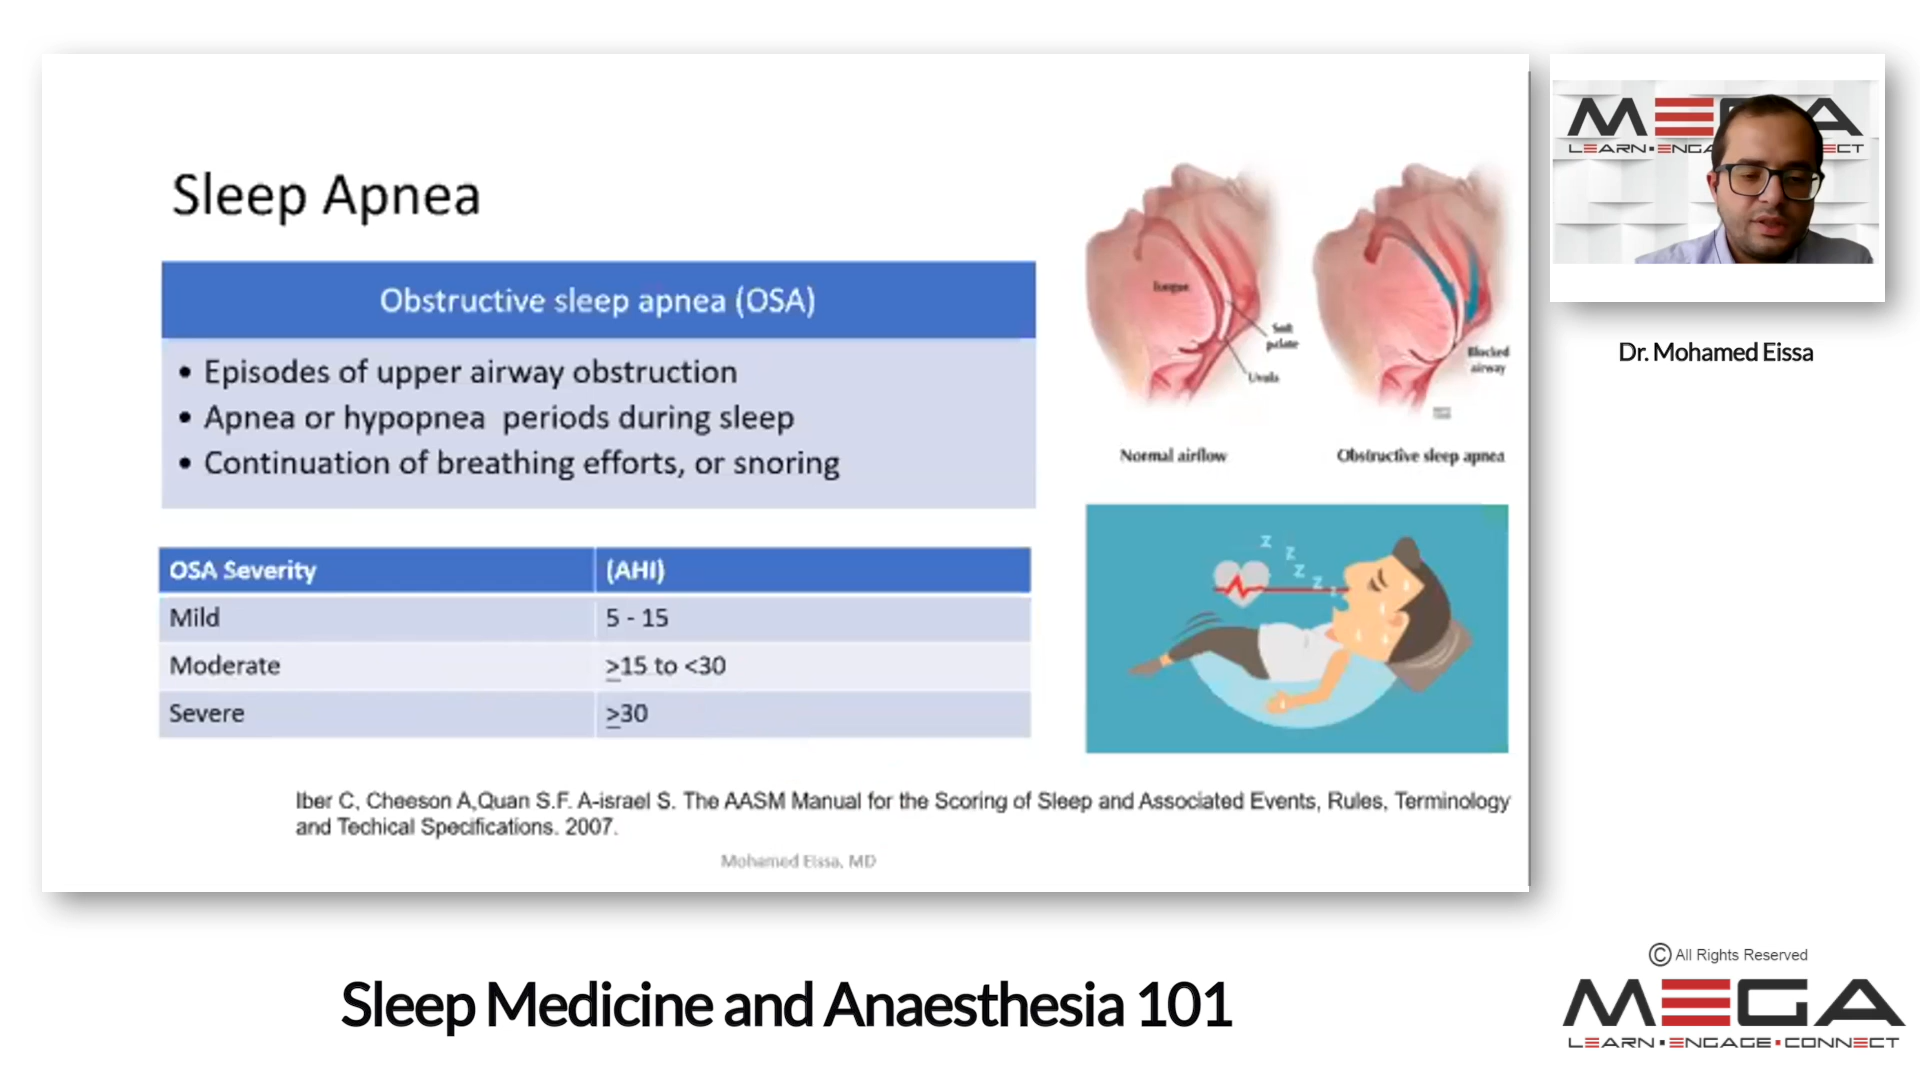 Sleep Apnea
Obstructive sleep apnea (OSA)
• Episodes of upper airway obstruction
• Apnea or hypopnea periods during sleep
• Continuation of breathing efforts, or snoring
OSA Severity (AHI)
Mild 5 - 15
Moderate >15 to <30
Severe >30
Tongue
Soft
palate
Uvula
Blocked
airway
Normal airflow
Obstructive sleep apnea
z
z
z
z
z
Iber C, Cheeson A,Quan S.F. A-israel S. The AASM Manual for the Scoring of Sleep and Associated Events, Rules, Terminology
and Techical Specifications. 2007.
Mohamed Eissa, MD
MEGA
LEARN•ENGA ECT
Dr. Mohamed Eissa
Sleep Medicine and Anaesthesia 101
© All Rights Reserved
MEGA
LEARN•ENGAGE•CONNECT